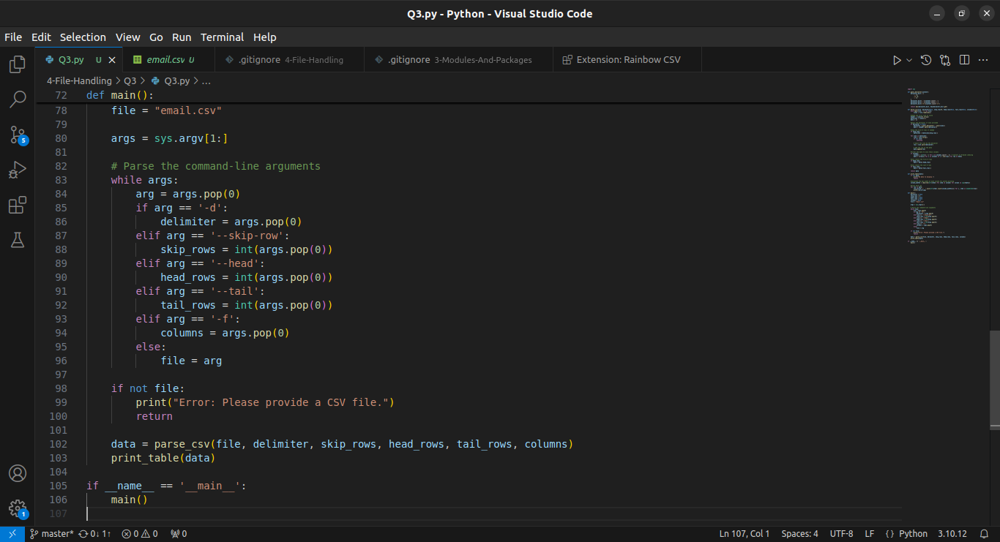 Q3.py - Python - Visual Studio Code
File Edit Selection View Go Run Terminal Help
Q3.py U email.csv U .gitignore 4-File-Handling .gitignore 3-Modules-And-Packages Extension: Rainbow CSV
4-File-Handling > Q3 > Q3.py > ...
72 def main():
78     file = "email.csv"
79
80     args = sys.argv[1:]
81
82     # Parse the command-line arguments
83     while args:
84         arg = args.pop(0)
85         if arg == '-d':
86             delimiter = args.pop(0)
87         elif arg == '--skip-row':
88             skip_rows = int(args.pop(0))
89         elif arg == '--head':
90             head_rows = int(args.pop(0))
91         elif arg == '--tail':
92             tail_rows = int(args.pop(0))
93         elif arg == '-f':
94             columns = args.pop(0)
95         else:
96             file = arg
97
98     if not file:
99         print("Error: Please provide a CSV file.")
100         return
101
102     data = parse_csv(file, delimiter, skip_rows, head_rows, tail_rows, columns)
103     print_table(data)
104
105 if __name__ == '__main__':
106     main()
107
5
1
master* 0↓ 1↑ 0 0 0 Ln 107, Col 1 Spaces: 4 UTF-8 LF {} Python 3.10.12